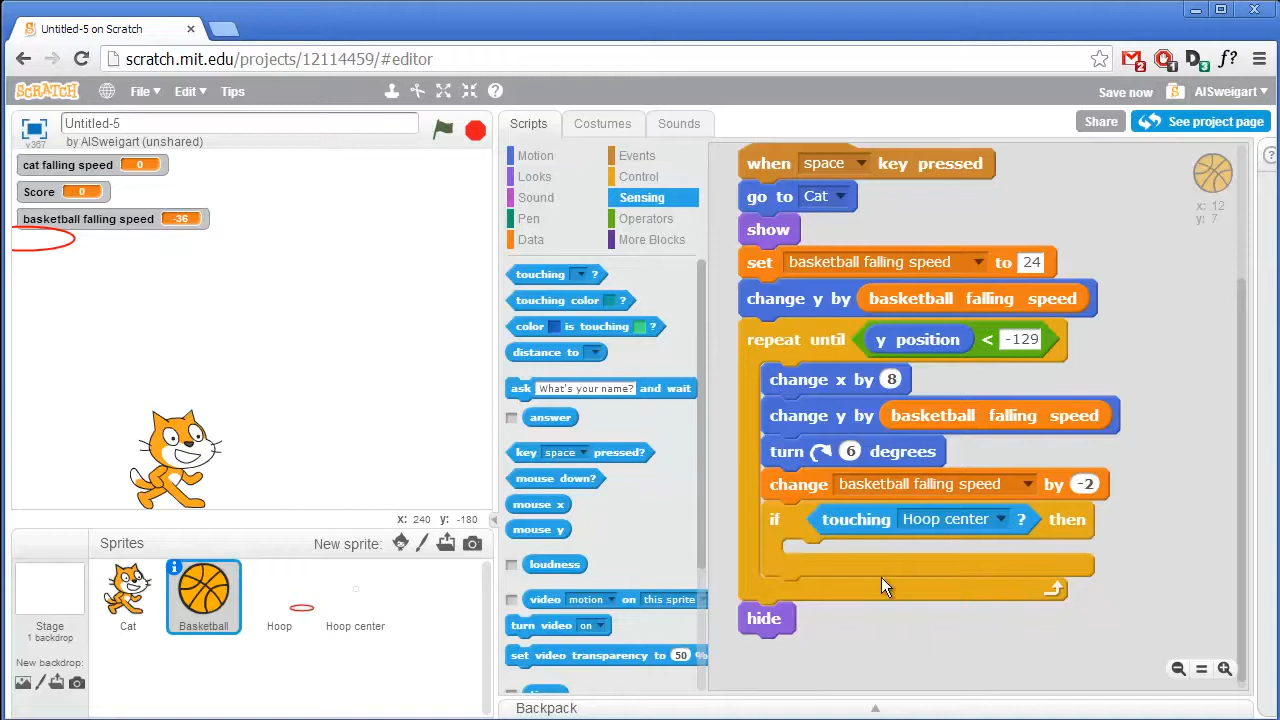 Untitled-5 on Scratch
scratch.mit.edu/projects/12114459/#editor
2 1 3 f?
SCRATCH File Edit Tips Save now AlSweigart
Untitled-5
v367 by AlSweigart (unshared)
Scripts Costumes Sounds Share See project page
cat falling speed 0
Score 0
basketball falling speed -36
x: 240 y: -180
Motion Events
Looks Control
Sound Sensing
Pen Operators
Data More Blocks
touching ?
touching color ?
color is touching ?
distance to
ask What's your name? and wait
answer
key space pressed?
mouse down?
mouse x
mouse y
loudness
video motion on this sprite
turn video on
set video transparency to 50 %
when space key pressed
go to Cat
show
set basketball falling speed to 24
change y by basketball falling speed
repeat until y position < -129
change x by 8
change y by basketball falling speed
turn 6 degrees
change basketball falling speed by -2
if touching Hoop center ? then
hide
x: 12
y: 7
Sprites New sprite:
Stage
1 backdrop
New backdrop:
Cat Basketball Hoop Hoop center
Backpack